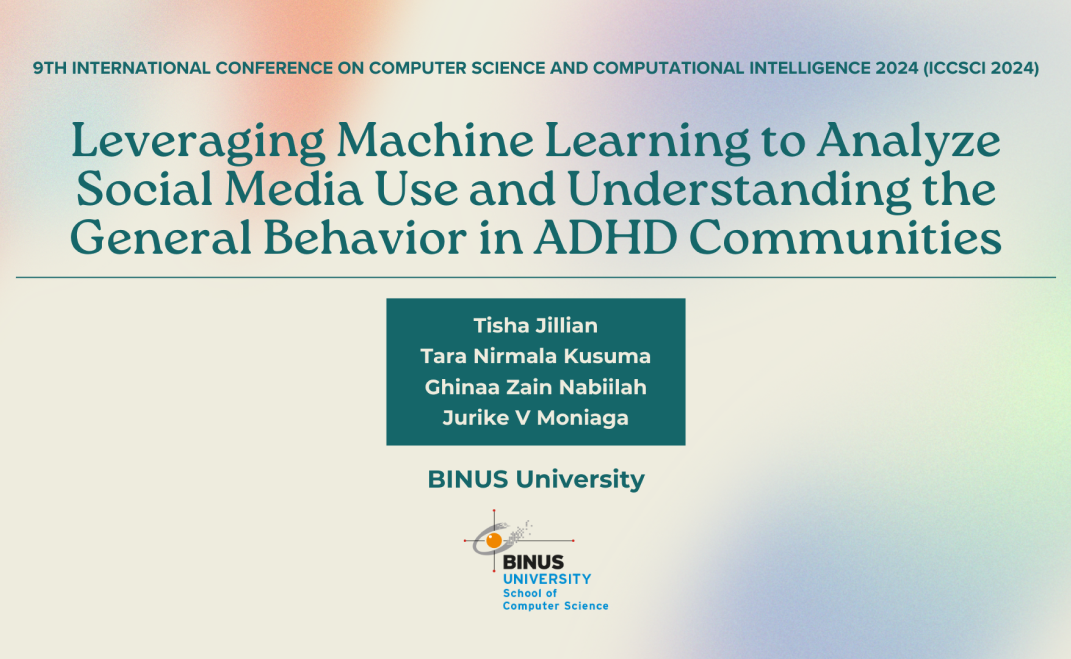 9TH INTERNATIONAL CONFERENCE ON COMPUTER SCIENCE AND COMPUTATIONAL INTELLIGENCE 2024 (ICCSCI 2024)
Leveraging Machine Learning to Analyze
Social Media Use and Understanding the
General Behavior in ADHD Communities
Tisha Jillian
Tara Nirmala Kusuma
Ghinaa Zain Nabiilah
Jurike V Moniaga
BINUS University
BINUS
UNIVERSITY
School of
Computer Science